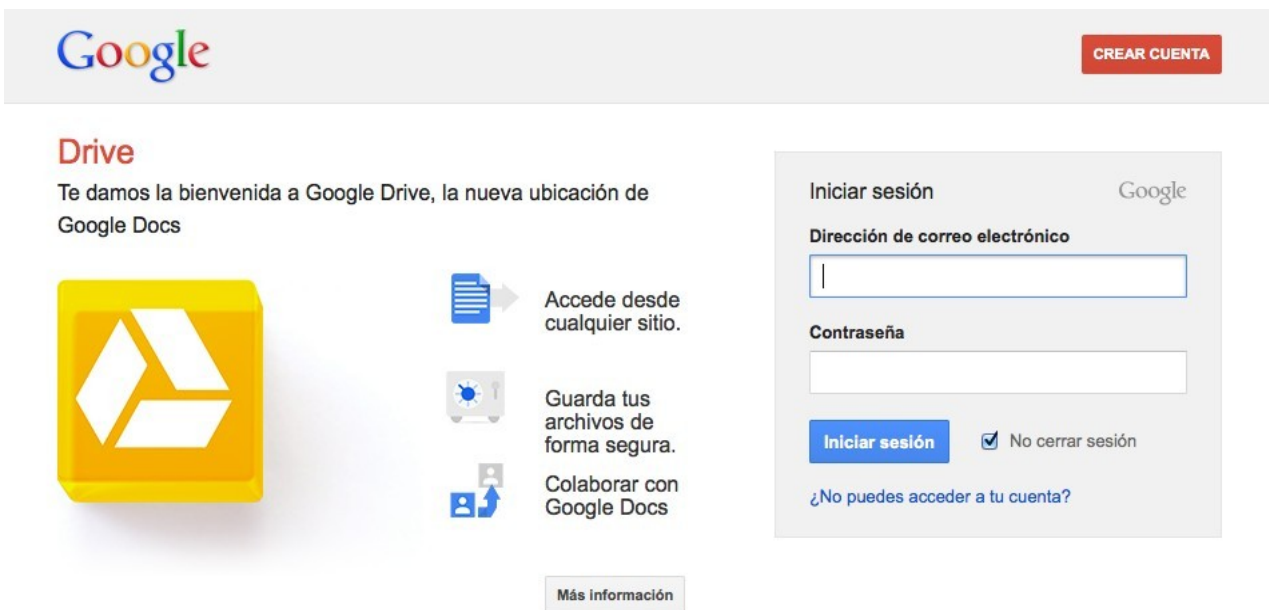 Google
CREAR CUENTA
Drive
Te damos la bienvenida a Google Drive, la nueva ubicación de
Google Docs
Accede desde
cualquier sitio.
Guarda tus
archivos de
forma segura.
Colaborar con
Google Docs
Más información
Iniciar sesión
Google
Dirección de correo electrónico
Contraseña
Iniciar sesión
No cerrar sesión
¿No puedes acceder a tu cuenta?